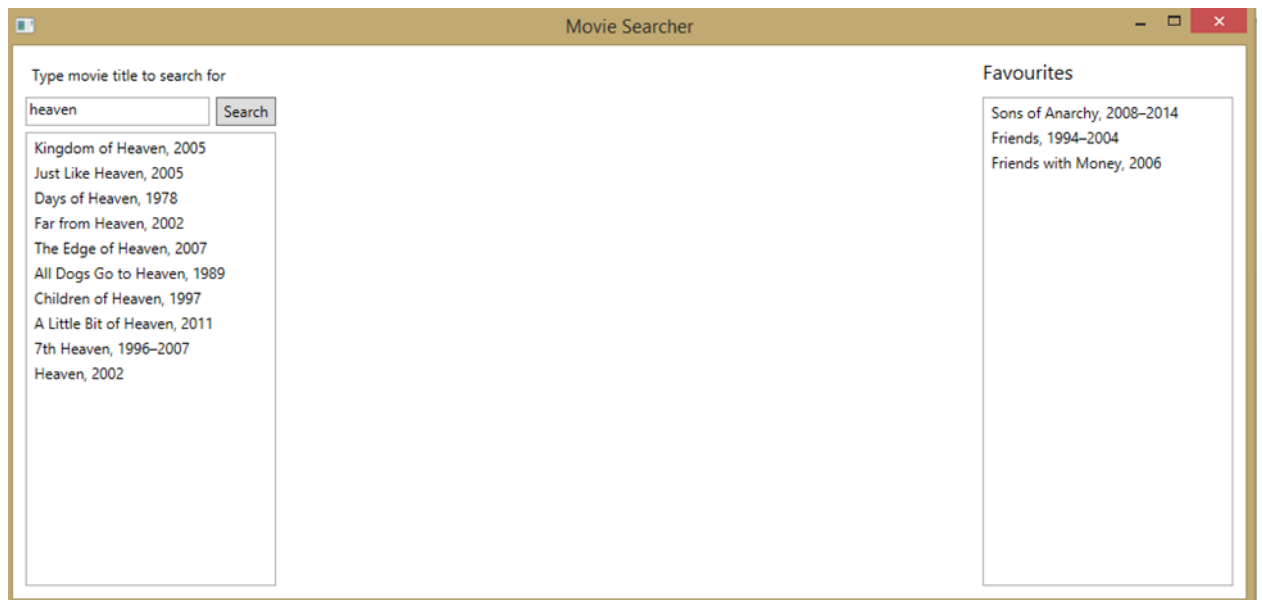 Movie Searcher
Type movie title to search for
heaven
Search
Kingdom of Heaven, 2005
Just Like Heaven, 2005
Days of Heaven, 1978
Far from Heaven, 2002
The Edge of Heaven, 2007
All Dogs Go to Heaven, 1989
Children of Heaven, 1997
A Little Bit of Heaven, 2011
7th Heaven, 1996–2007
Heaven, 2002
Favourites
Sons of Anarchy, 2008–2014
Friends, 1994–2004
Friends with Money, 2006